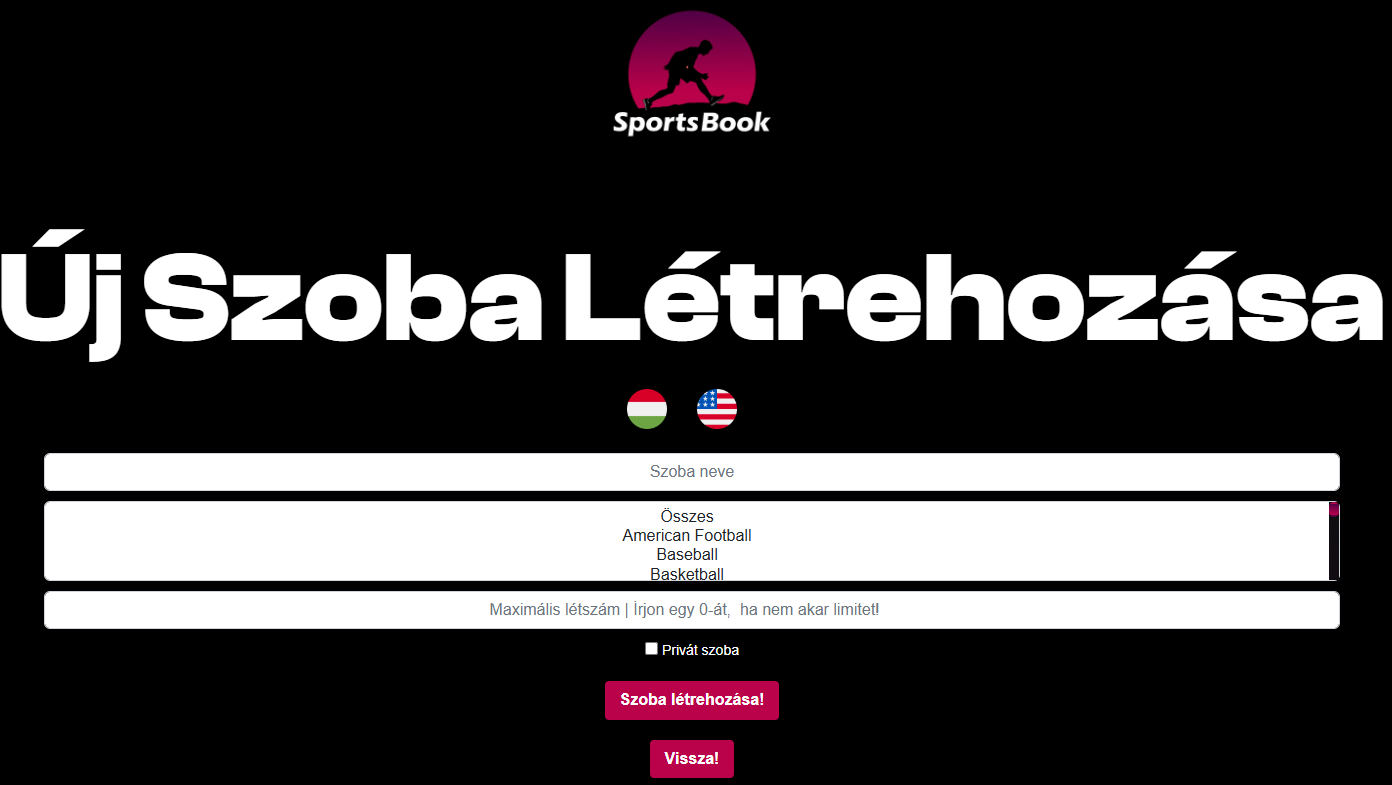 SportsBook
Új Szoba Létrehozása
Szoba neve
Összes
American Football
Baseball
Basketball
Maximális létszám | Írjon egy 0-át,  ha nem akar limitet!
Privát szoba
Szoba létrehozása!
Vissza!